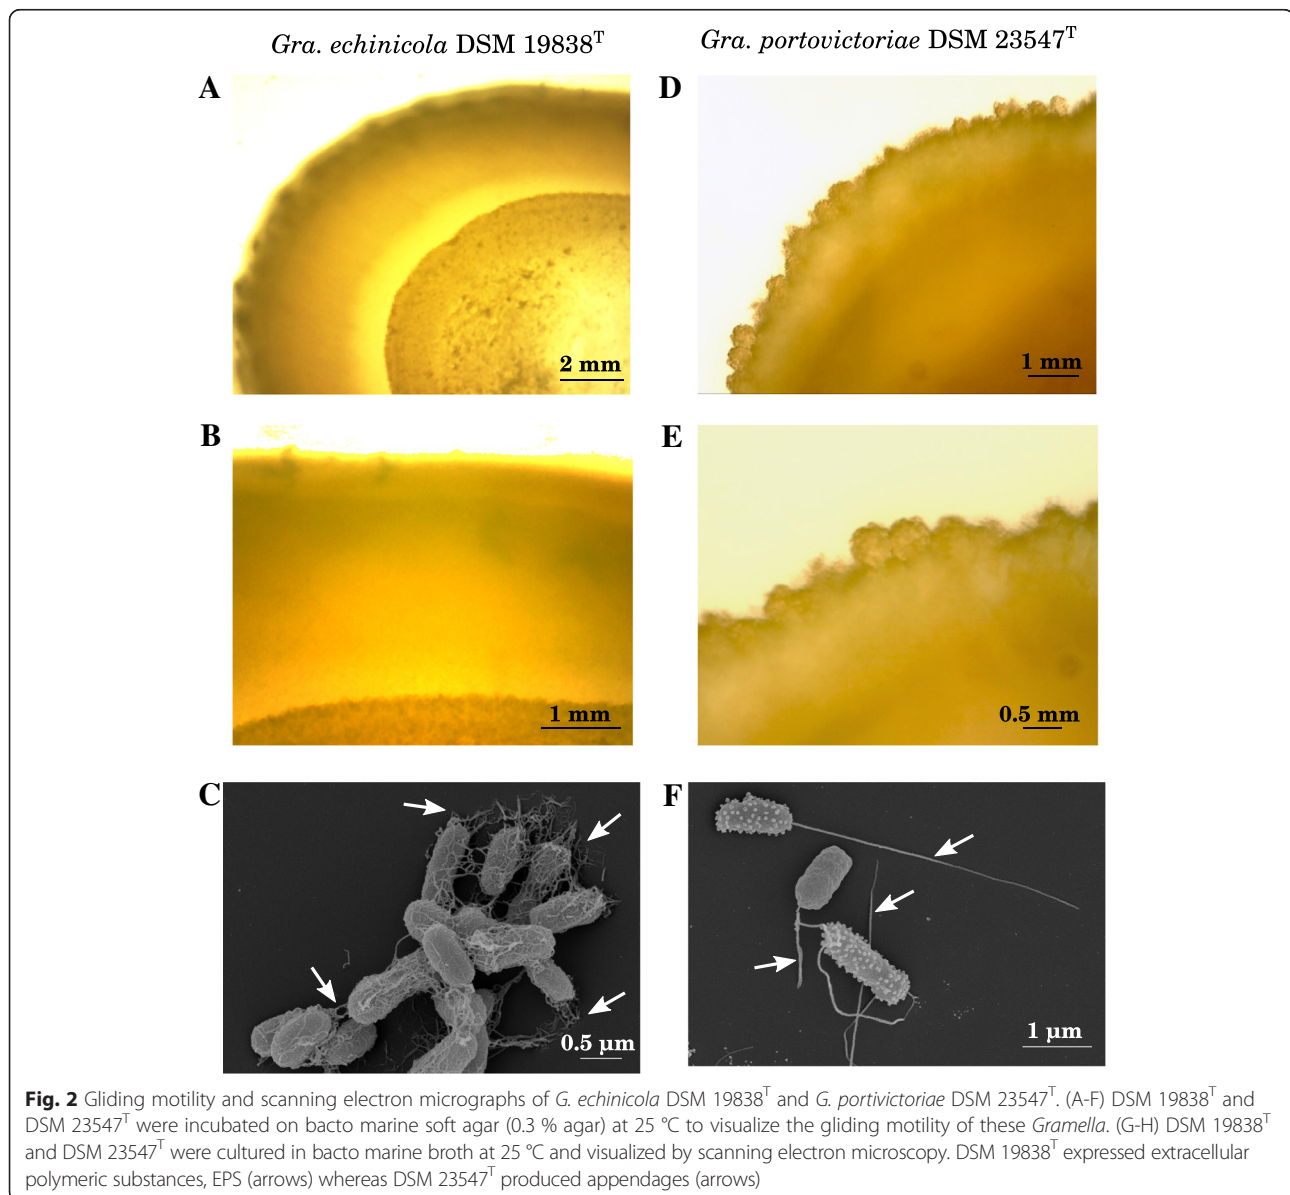 Gra. echinicola DSM 19838T
Gra. portovictoriae DSM 23547T
A
2 mm
D
1 mm
B
1 mm
E
0.5 mm
C
0.5 μm
F
1 μm
Fig. 2 Gliding motility and scanning electron micrographs of G. echinicola DSM 19838T and G. portivictoriae DSM 23547T. (A-F) DSM 19838T and
DSM 23547T were incubated on bacto marine soft agar (0.3 % agar) at 25 °C to visualize the gliding motility of these Gramella. (G-H) DSM 19838T
and DSM 23547T were cultured in bacto marine broth at 25 °C and visualized by scanning electron microscopy. DSM 19838T expressed extracellular
polymeric substances, EPS (arrows) whereas DSM 23547T produced appendages (arrows)